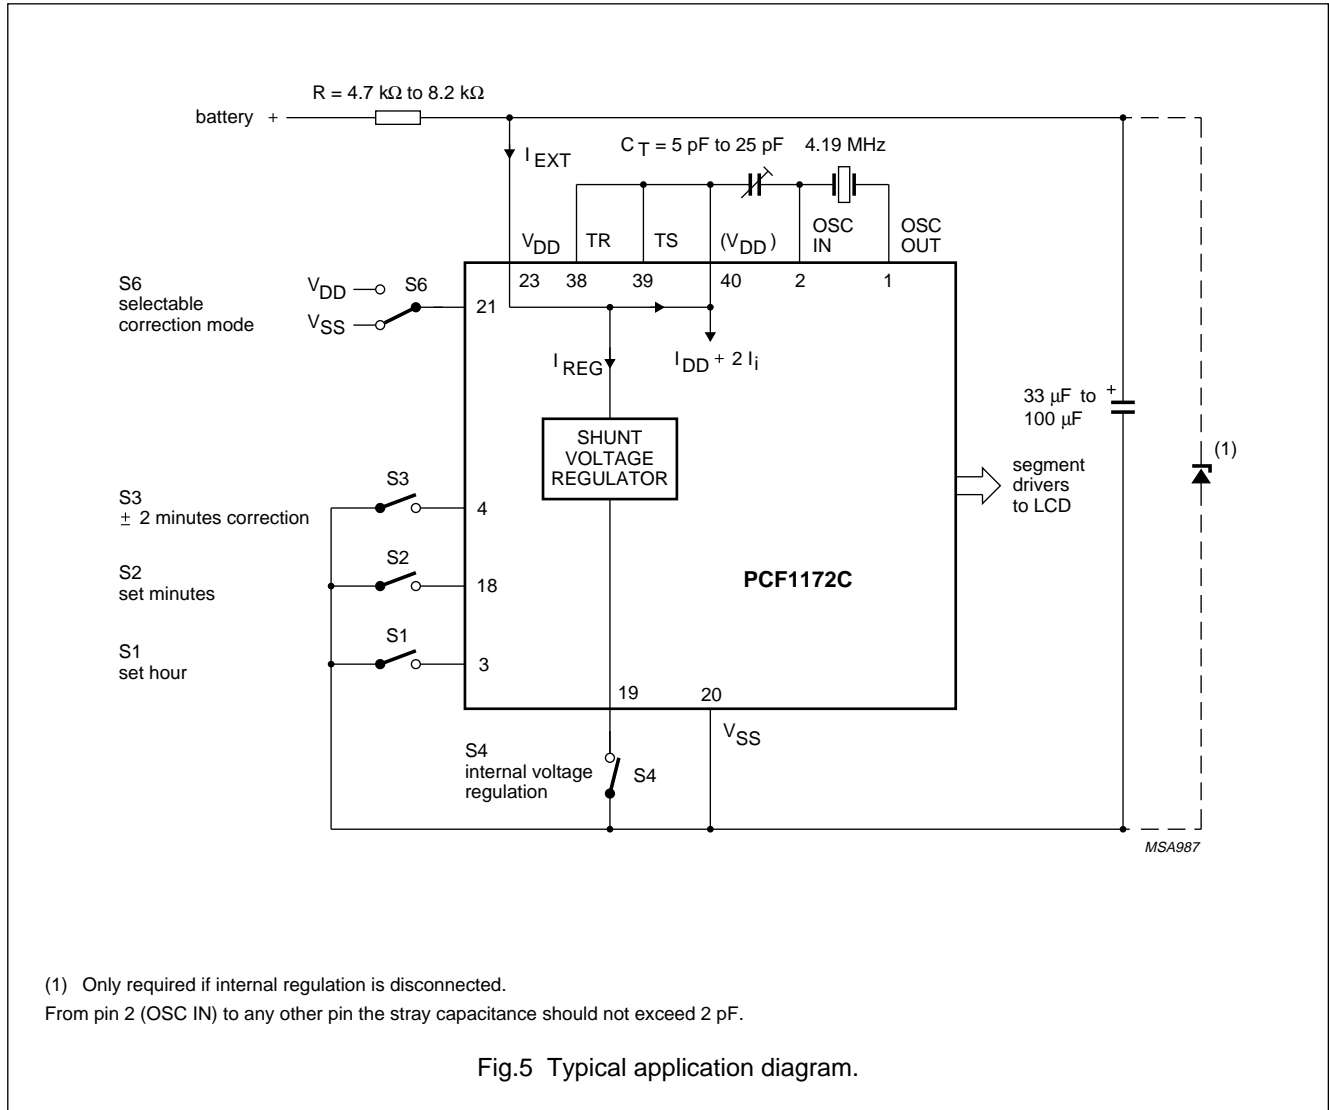 R = 4.7 kΩ to 8.2 kΩ
battery +
I EXT
C T = 5 pF to 25 pF
4.19 MHz
V DD
TR
TS
(V DD )
OSC IN
OSC OUT
23
38
39
40
2
1
S6
selectable
correction mode
V DD
V SS
S6
21
I REG
I DD + 2 I i
SHUNT
VOLTAGE
REGULATOR
33 µF to
100 µF
+
(1)
segment
drivers
to LCD
S3
± 2 minutes correction
S3
4
S2
set minutes
S2
18
PCF1172C
S1
set hour
S1
3
19
20
V SS
S4
internal voltage
regulation
S4
MSA987
(1) Only required if internal regulation is disconnected.
From pin 2 (OSC IN) to any other pin the stray capacitance should not exceed 2 pF.
Fig.5 Typical application diagram.